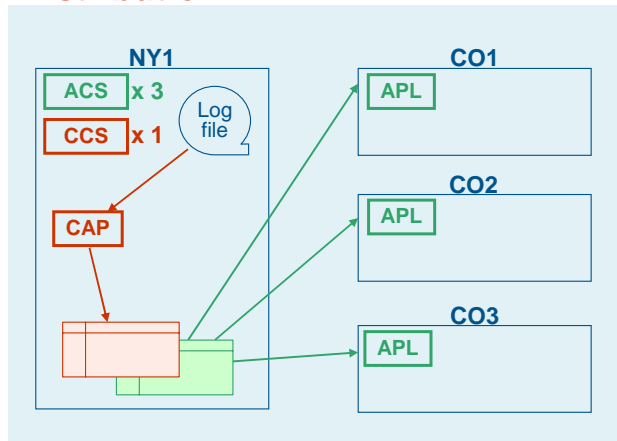 NY1
ACS x 3
Log
file
CCS x 1
CAP
CO1
APL
CO2
APL
CO3
APL